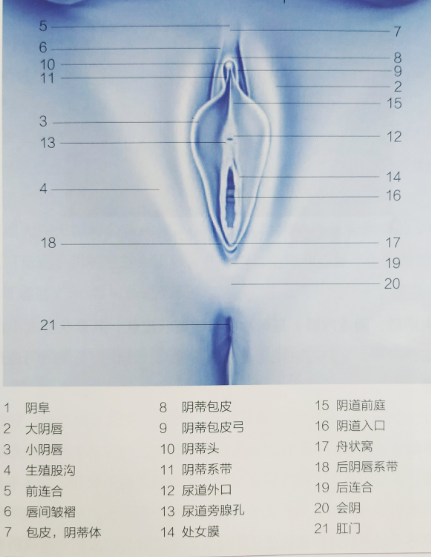 5
7
6
8
10
9
11
2
15
3
12
13
14
4
16
18
17
19
20
21
1 阴阜
2 大阴唇
3 小阴唇
4 生殖股沟
5 前连合
6 唇间皱褶
7 包皮，阴蒂体
8 阴蒂包皮
9 阴蒂包皮弓
10 阴蒂头
11 阴蒂系带
12 尿道外口
13 尿道旁腺孔
14 处女膜
15 阴道前庭
16 阴道入口
17 舟状窝
18 后阴唇系带
19 后连合
20 会阴
21 肛门